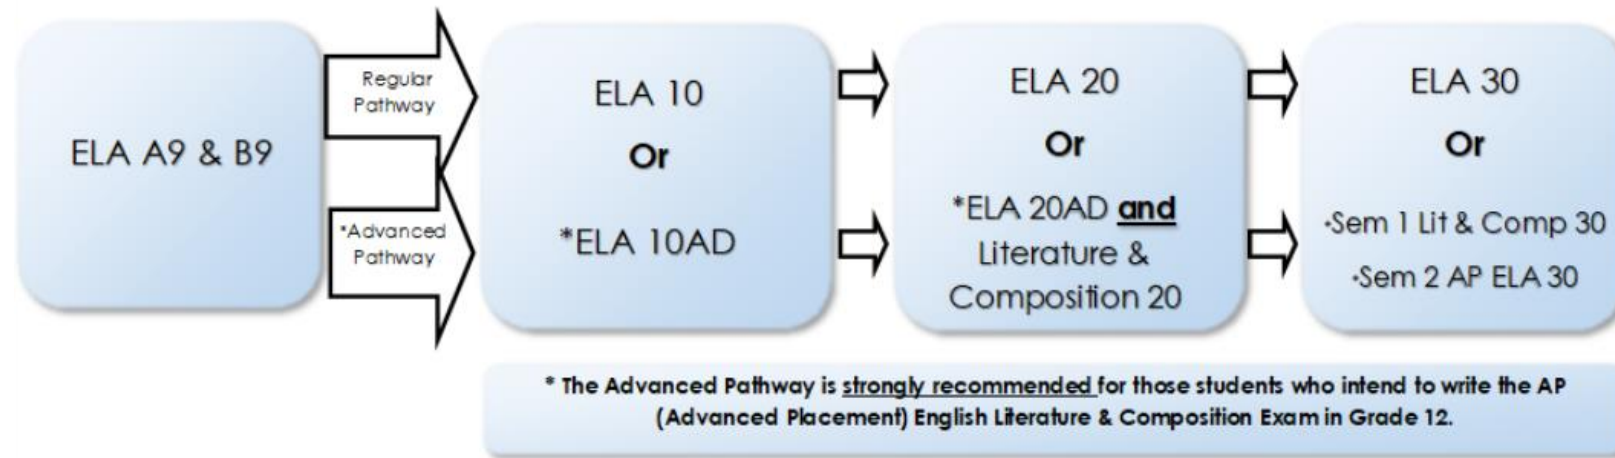 ELA A9 & B9
Regular
Pathway
*Advanced
Pathway
ELA 10
Or
*ELA 10AD
ELA 20
Or
*ELA 20AD and
Literature &
Composition 20
ELA 30
Or
•Sem 1 Lit & Comp 30
•Sem 2 AP ELA 30
* The Advanced Pathway is strongly recommended for those students who intend to write the AP
(Advanced Placement) English Literature & Composition Exam in Grade 12.